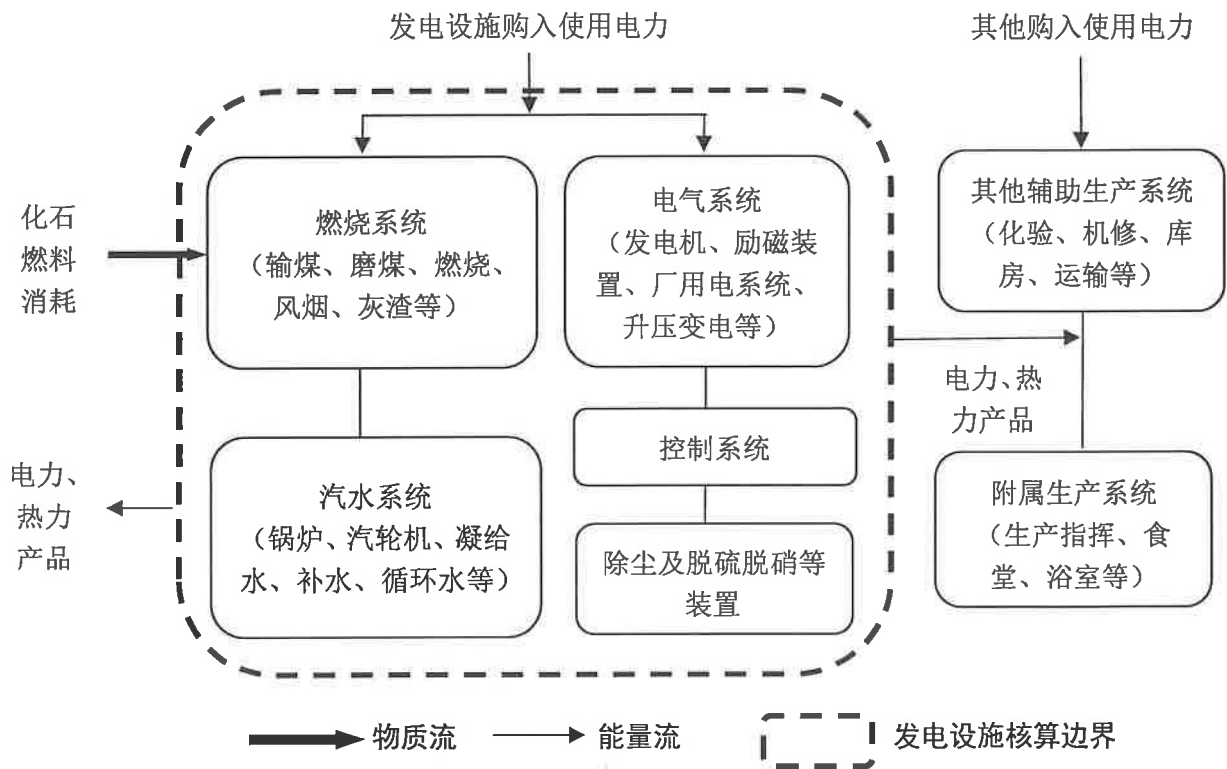 发电设施购入使用电力
其他购入使用电力
化石
燃料
消耗
燃烧系统
（输煤、磨煤、燃烧、
风烟、灰渣等）
电气系统
（发电机、励磁装
置、厂用电系统、
升压变电等）
其他辅助生产系统
（化验、机修、库
房、运输等）
电力、热
力产品
控制系统
电力、
热力
产品
汽水系统
（锅炉、汽轮机、凝给
水、补水、循环水等）
除尘及脱硫脱硝等
装置
附属生产系统
（生产指挥、食
堂、浴室等）
物质流
能量流
发电设施核算边界